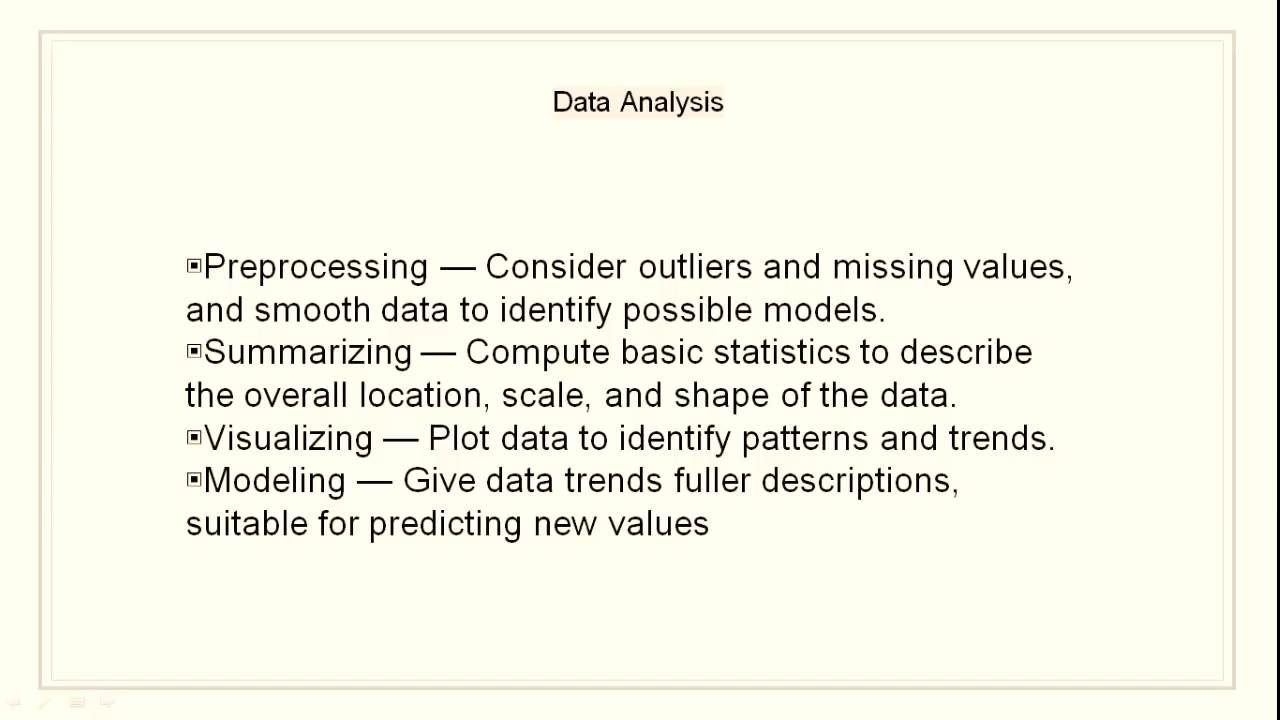 Data Analysis
▣Preprocessing — Consider outliers and missing values,
and smooth data to identify possible models.
▣Summarizing — Compute basic statistics to describe
the overall location, scale, and shape of the data.
▣Visualizing — Plot data to identify patterns and trends.
▣Modeling — Give data trends fuller descriptions,
suitable for predicting new values